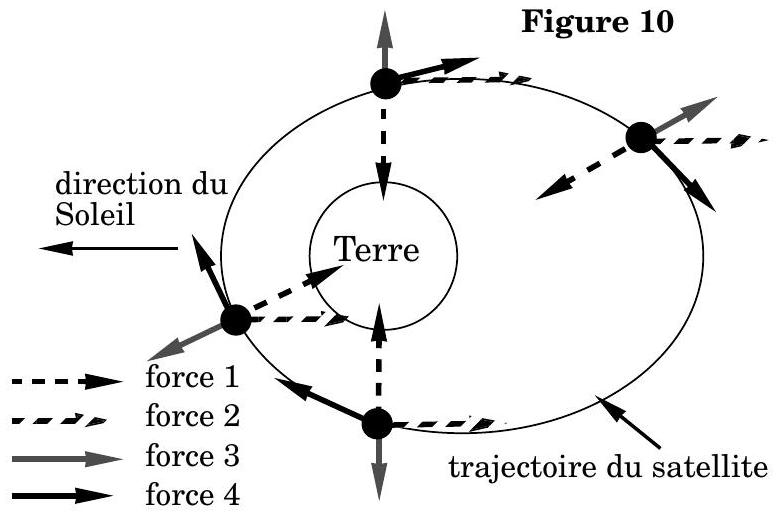 Figure 10
direction du
Soleil
Terre
force 1
force 2
force 3
force 4
trajectoire du satellite